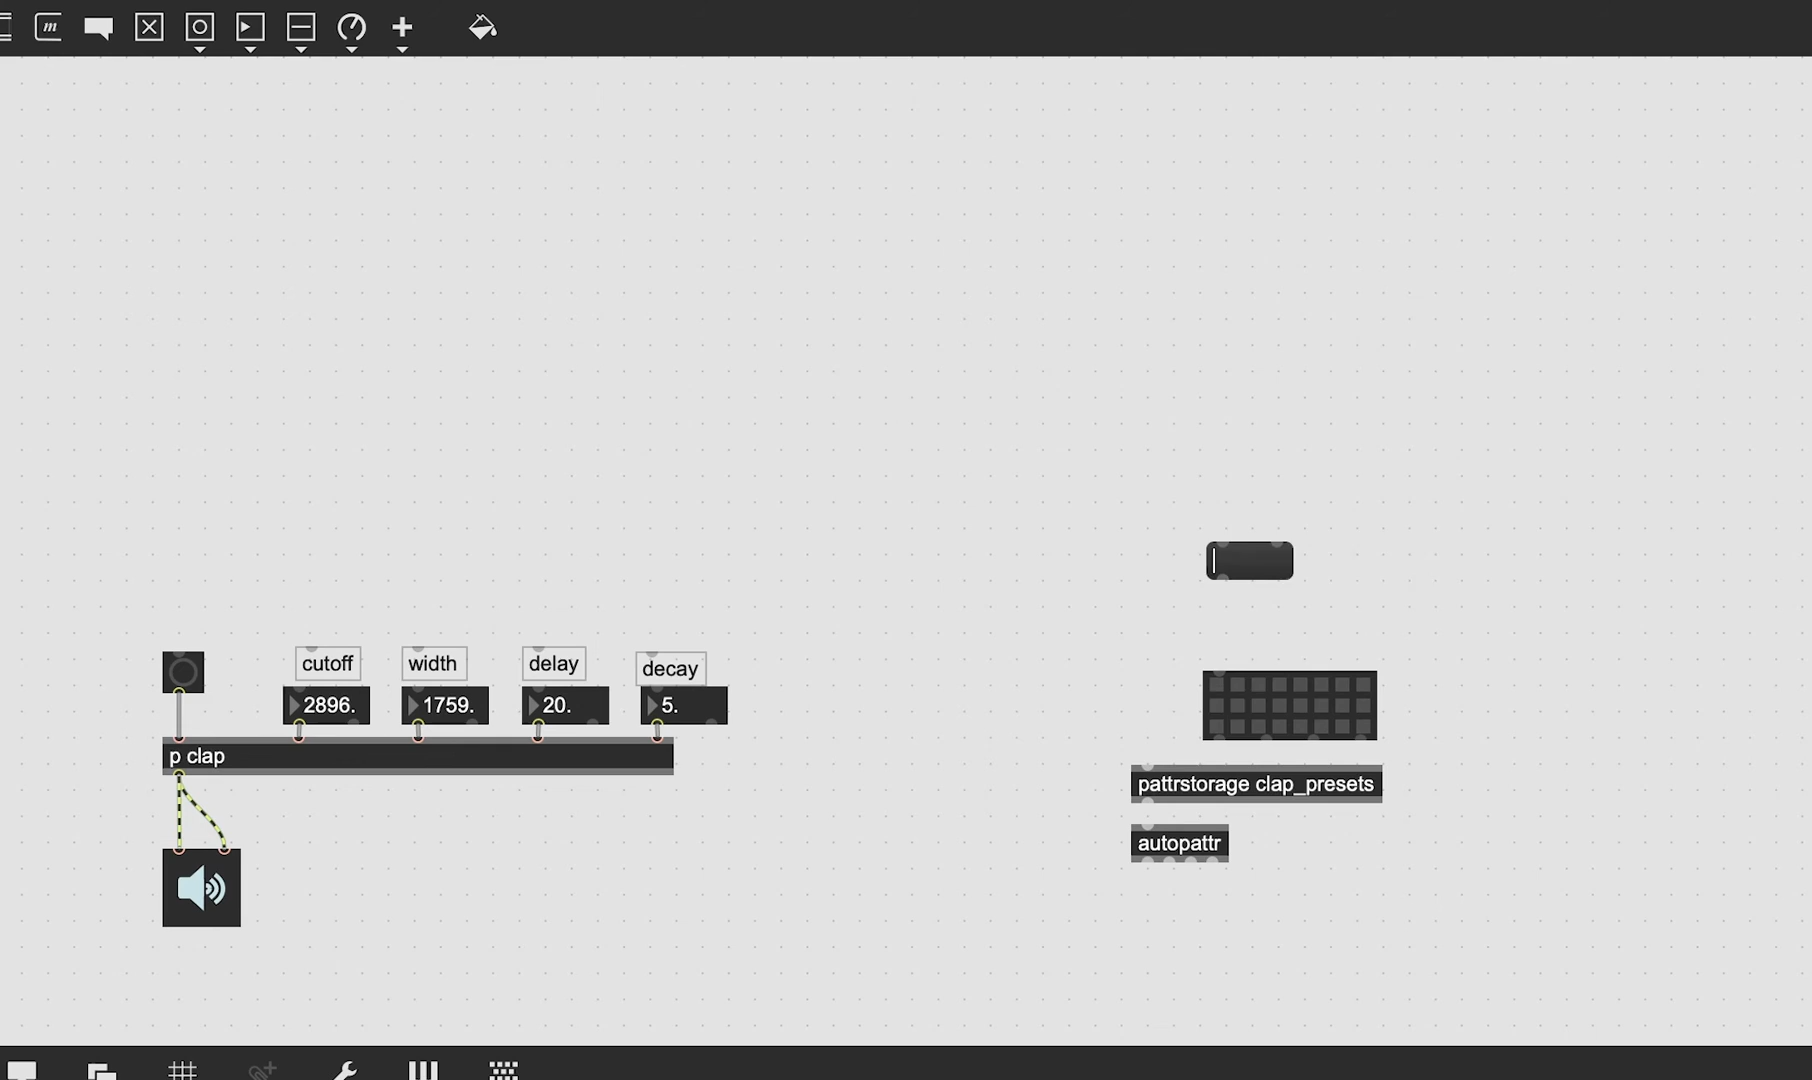 m
cutoff
width
delay
decay
2896.
1759.
20.
5.
p clap
pattrstorage clap_presets
autopattr